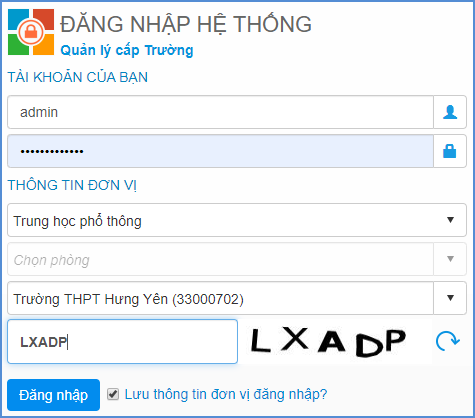 ĐĂNG NHẬP HỆ THỐNG
Quản lý cấp Trường
TÀI KHOẢN CỦA BẠN
admin
•••••••••••••
THÔNG TIN ĐƠN VỊ
Trung học phổ thông
Chọn phòng
Trường THPT Hưng Yên (33000702)
LXADP LXADP
Đăng nhập Lưu thông tin đơn vị đăng nhập?